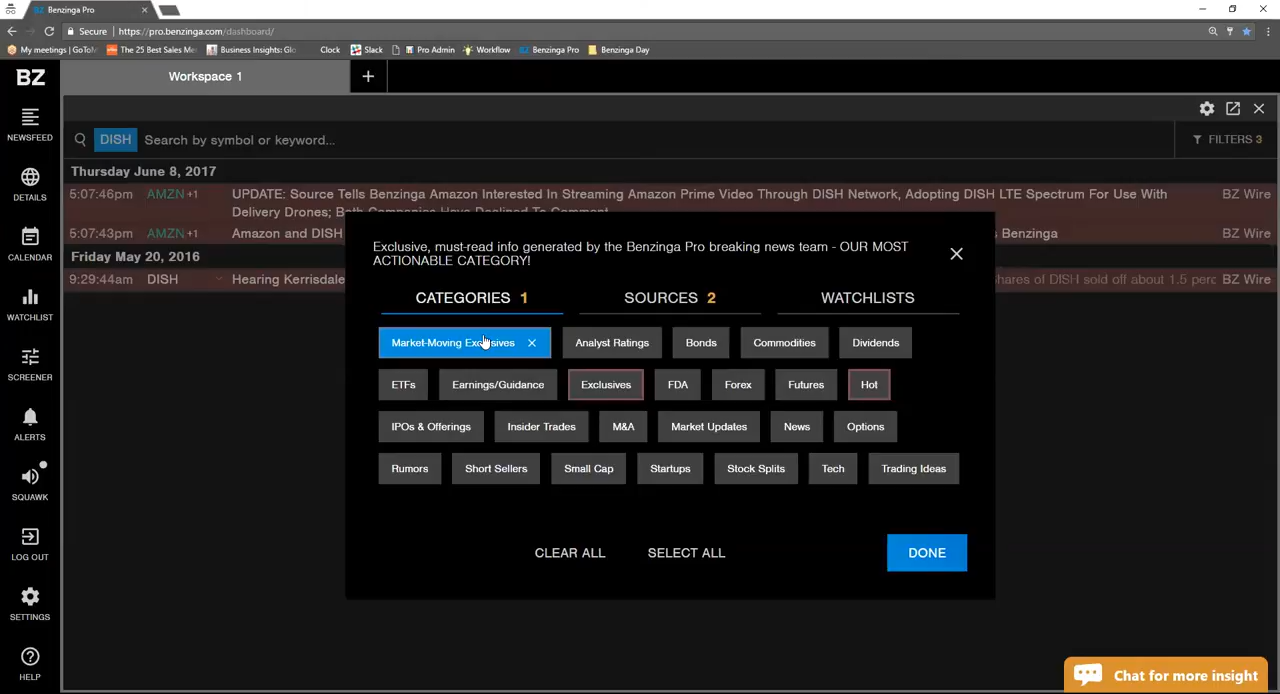 Benzinga Pro
Secure https://pro.benzinga.com/dashboard/
My meetings | GoToM The 25 Best Sales Me Business Insights: Glo Clock Slack Pro Admin Workflow Benzinga Pro Benzinga Day
BZ
Workspace 1
+
NEWSFEED
DETAILS
CALENDAR
WATCHLIST
SCREENER
ALERTS
SQUAWK
LOG OUT
SETTINGS
HELP
DISH Search by symbol or keyword... FILTERS 3
Thursday June 8, 2017
5:07:46pm AMZN +1 UPDATE: Source Tells Benzinga Amazon Interested In Streaming Amazon Prime Video Through DISH Network, Adopting DISH LTE Spectrum For Use With BZ Wire
Delivery Drones; Both Companies Have Declined To Comment
5:07:43pm AMZN +1 Amazon and DISH s Benzinga BZ Wire
Friday May 20, 2016
9:29:44am DISH Hearing Kerrisdale shares of DISH sold off about 1.5 perc BZ Wire
Exclusive, must-read info generated by the Benzinga Pro breaking news team - OUR MOST
ACTIONABLE CATEGORY!
CATEGORIES 1 SOURCES 2 WATCHLISTS
Market-Moving Exclusives Analyst Ratings Bonds Commodities Dividends
ETFs Earnings/Guidance Exclusives FDA Forex Futures Hot
IPOs & Offerings Insider Trades M&A Market Updates News Options
Rumors Short Sellers Small Cap Startups Stock Splits Tech Trading Ideas
CLEAR ALL SELECT ALL DONE
Chat for more insight